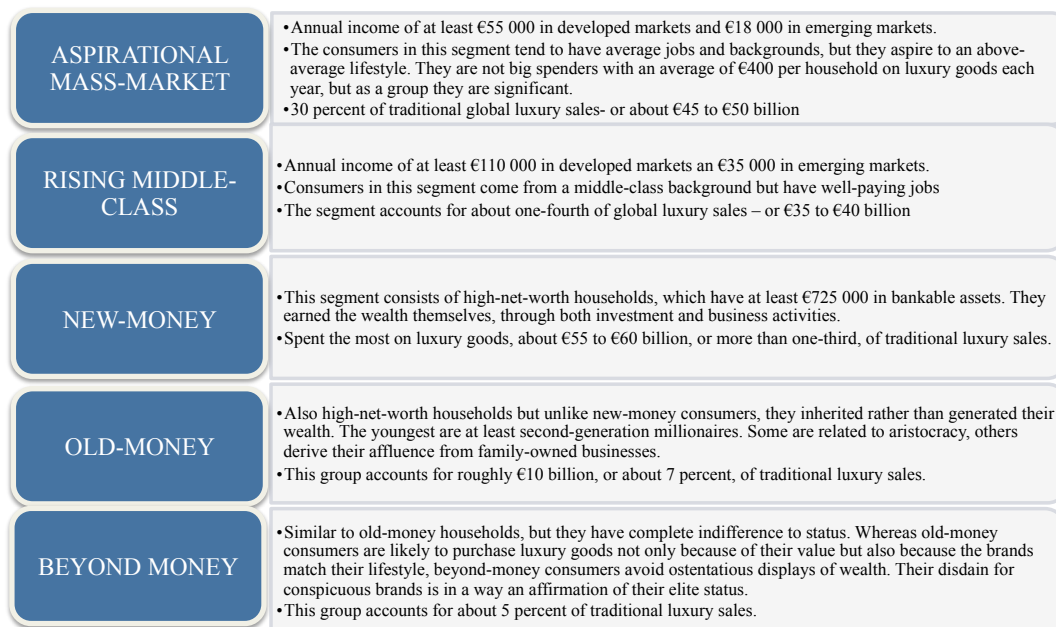 ASPIRATIONAL
MASS-MARKET
•Annual income of at least €55 000 in developed markets and €18 000 in emerging markets.
•The consumers in this segment tend to have average jobs and backgrounds, but they aspire to an above-
average lifestyle. They are not big spenders with an average of €400 per household on luxury goods each
year, but as a group they are significant.
•30 percent of traditional global luxury sales- or about €45 to €50 billion
RISING MIDDLE-
CLASS
•Annual income of at least €110 000 in developed markets an €35 000 in emerging markets.
•Consumers in this segment come from a middle-class background but have well-paying jobs
•The segment accounts for about one-fourth of global luxury sales – or €35 to €40 billion
NEW-MONEY
•This segment consists of high-net-worth households, which have at least €725 000 in bankable assets. They
earned the wealth themselves, through both investment and business activities.
•Spent the most on luxury goods, about €55 to €60 billion, or more than one-third, of traditional luxury sales.
OLD-MONEY
•Also high-net-worth households but unlike new-money consumers, they inherited rather than generated their
wealth. The youngest are at least second-generation millionaires. Some are related to aristocracy, others
derive their affluence from family-owned businesses.
•This group accounts for roughly €10 billion, or about 7 percent, of traditional luxury sales.
BEYOND MONEY
•Similar to old-money households, but they have complete indifference to status. Whereas old-money
consumers are likely to purchase luxury goods not only because of their value but also because the brands
match their lifestyle, beyond-money consumers avoid ostentatious displays of wealth. Their disdain for
conspicuous brands is in a way an affirmation of their elite status.
•This group accounts for about 5 percent of traditional luxury sales.